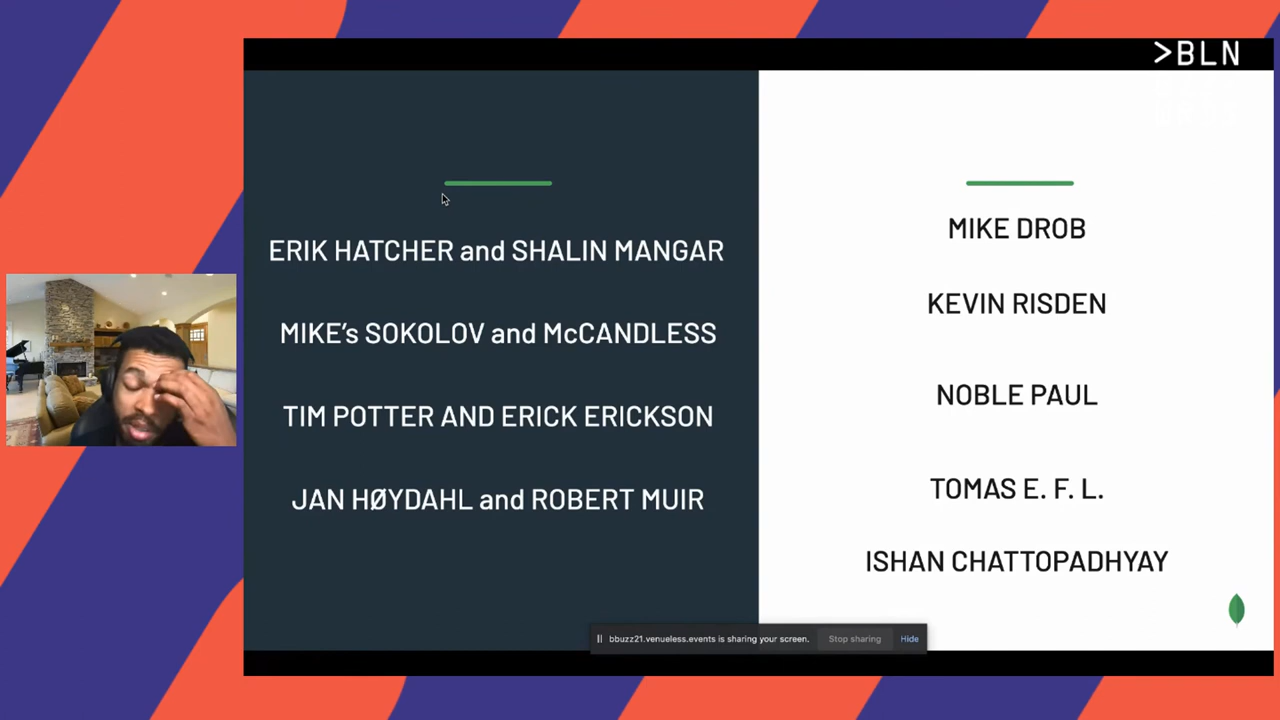 >BLN
ERIK HATCHER and SHALIN MANGAR
MIKE's SOKOLOV and McCANDLESS
TIM POTTER AND ERICK ERICKSON
JAN HØYDAHL and ROBERT MUIR
MIKE DROB
KEVIN RISDEN
NOBLE PAUL
TOMAS E. F. L.
ISHAN CHATTOPADHYAY
bbuzz21.venueless.events is sharing your screen. Stop sharing Hide